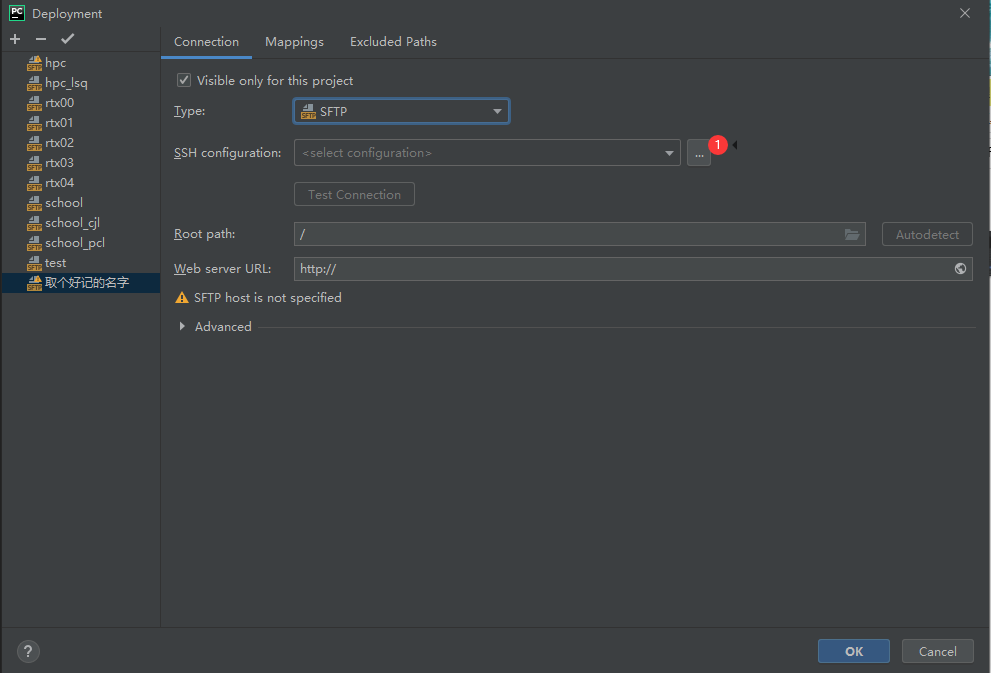 PC Deployment
Connection Mappings Excluded Paths
hpc
hpc_lsq
rtx00
rtx01
rtx02
rtx03
rtx04
school
school_cjl
school_pcl
test
取个好记的名字
Visible only for this project
Type: SFTP
SSH configuration: <select configuration> ... 1
Test Connection
Root path: / Autodetect
Web server URL: http://
SFTP host is not specified
Advanced
? OK Cancel